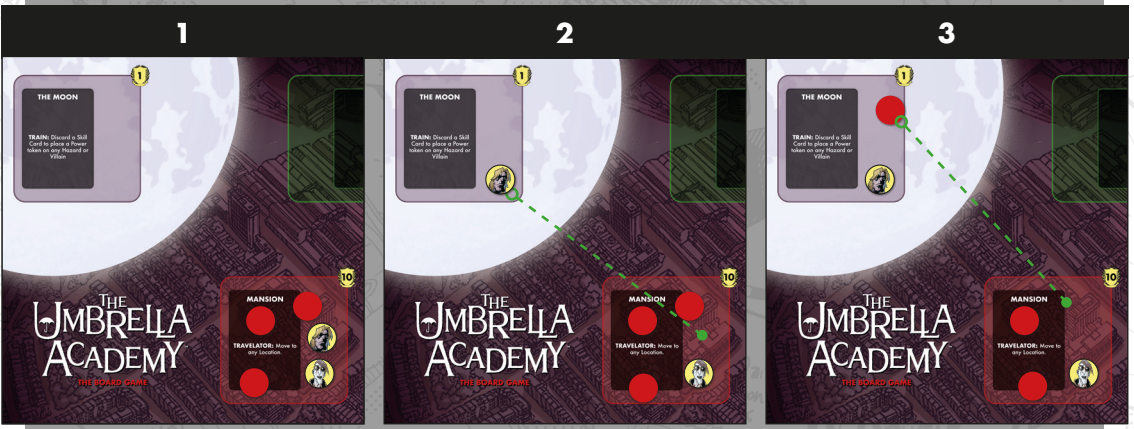 1
2
3
1
THE MOON
TRAIN: Discard a Skill
Card to place a Power
token on any Hazard or
Villain
10
MANSION
TRAVELATOR: Move to
any Location.
THE
UMBRELLA
ACADEMY
THE BOARD GAME
1
THE MOON
TRAIN: Discard a Skill
Card to place a Power
token on any Hazard or
Villain
10
MANSION
TRAVELATOR: Move to
any Location.
THE
UMBRELLA
ACADEMY
THE BOARD GAME
1
THE MOON
TRAIN: Discard a Skill
Card to place a Power
token on any Hazard or
Villain
10
MANSION
TRAVELATOR: Move to
any Location.
THE
UMBRELLA
ACADEMY
THE BOARD GAME